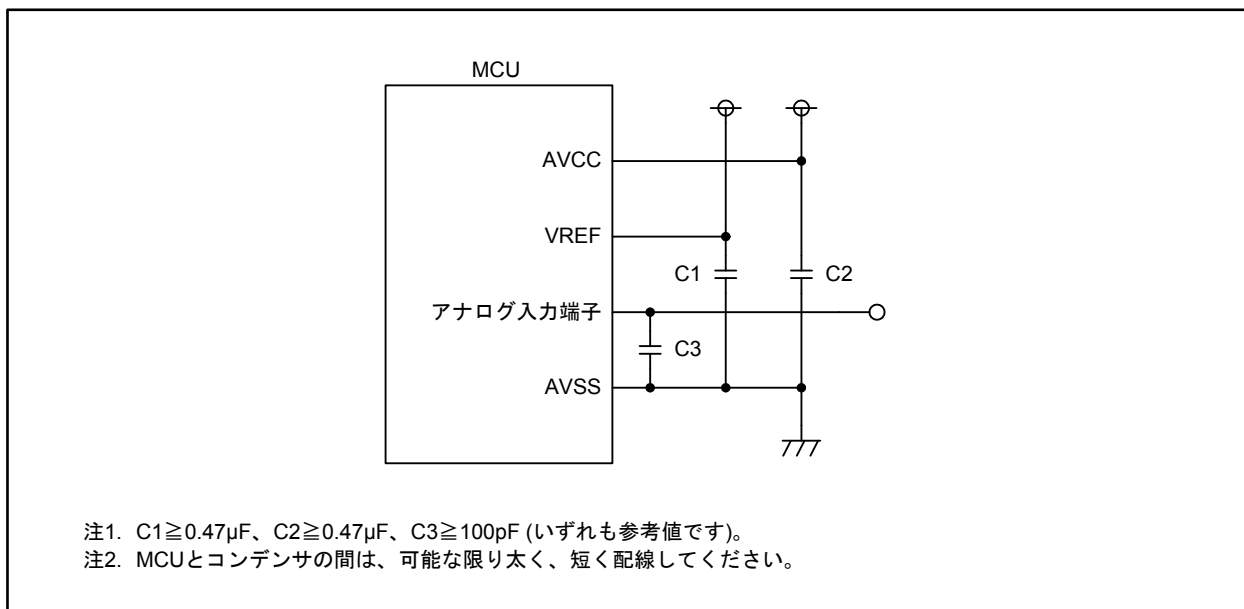 MCU
AVCC
VREF
C1
C2
アナログ入力端子
C3
AVSS
注1. C1≧0.47µF、C2≧0.47µF、C3≧100pF (いずれも参考値です)。
注2. MCUとコンデンサの間は、可能な限り太く、短く配線してください。